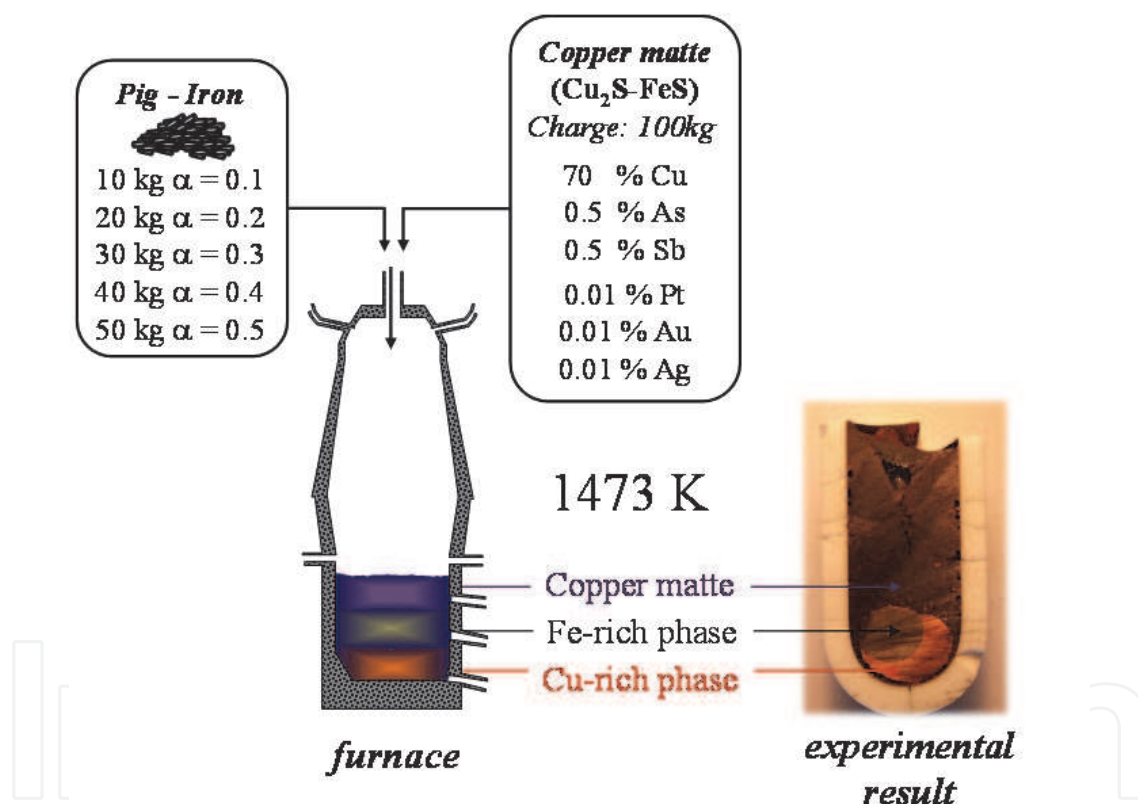 Pig - Iron
10 kg α = 0.1
20 kg α = 0.2
30 kg α = 0.3
40 kg α = 0.4
50 kg α = 0.5
Copper matte
(Cu₂S-FeS)
Charge: 100kg
70 % Cu
0.5 % As
0.5 % Sb
0.01 % Pt
0.01 % Au
0.01 % Ag
1473 K
Copper matte
Fe-rich phase
Cu-rich phase
furnace
experimental
result